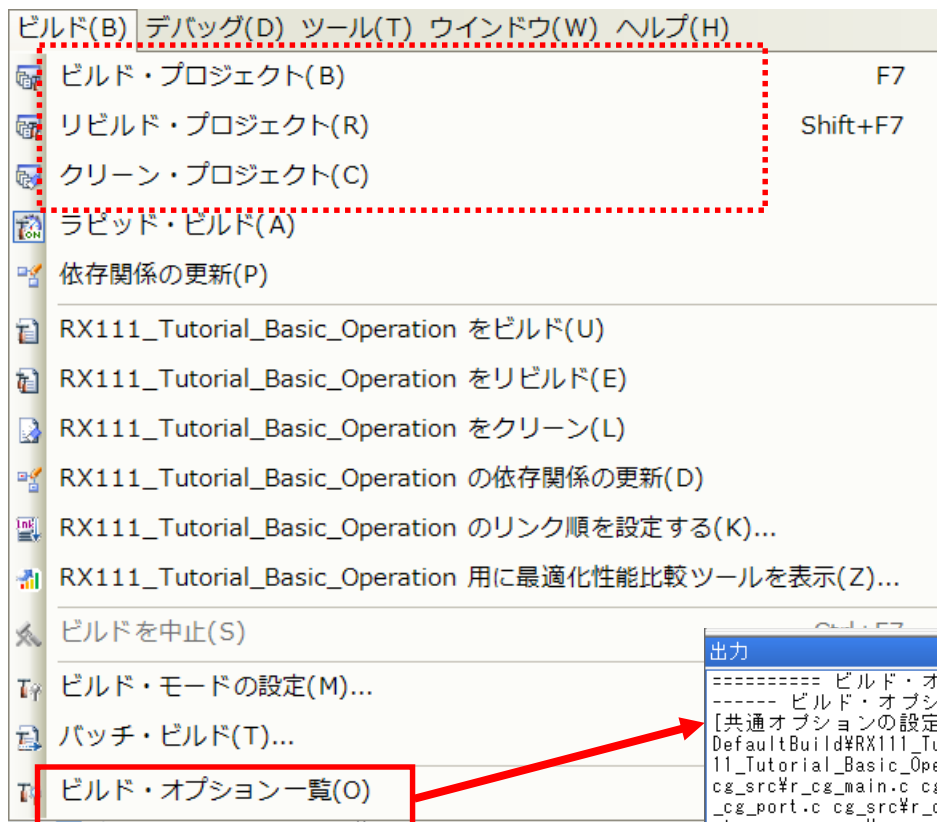 ビルド(B) デバッグ(D) ツール(T) ウインドウ(W) ヘルプ(H)
ビルド・プロジェクト(B) F7
リビルド・プロジェクト(R) Shift+F7
クリーン・プロジェクト(C)
ラピッド・ビルド(A)
依存関係の更新(P)
RX111_Tutorial_Basic_Operation をビルド(U)
RX111_Tutorial_Basic_Operation をリビルド(E)
RX111_Tutorial_Basic_Operation をクリーン(L)
RX111_Tutorial_Basic_Operation の依存関係の更新(D)
RX111_Tutorial_Basic_Operation のリンク順を設定する(K)...
RX111_Tutorial_Basic_Operation 用に最適化性能比較ツールを表示(Z)...
ビルドを中止(S)
ビルド・モードの設定(M)...
バッチ・ビルド(T)...
ビルド・オプション一覧(O)
出力
========== ビルド・オ
------ ビルド・オプシ
[共通オプションの設定
DefaultBuild¥RX111_Tu
11_Tutorial_Basic_Ope
cg_src¥r_cg_main.c cg
_cg_port.c cg_src¥r_c